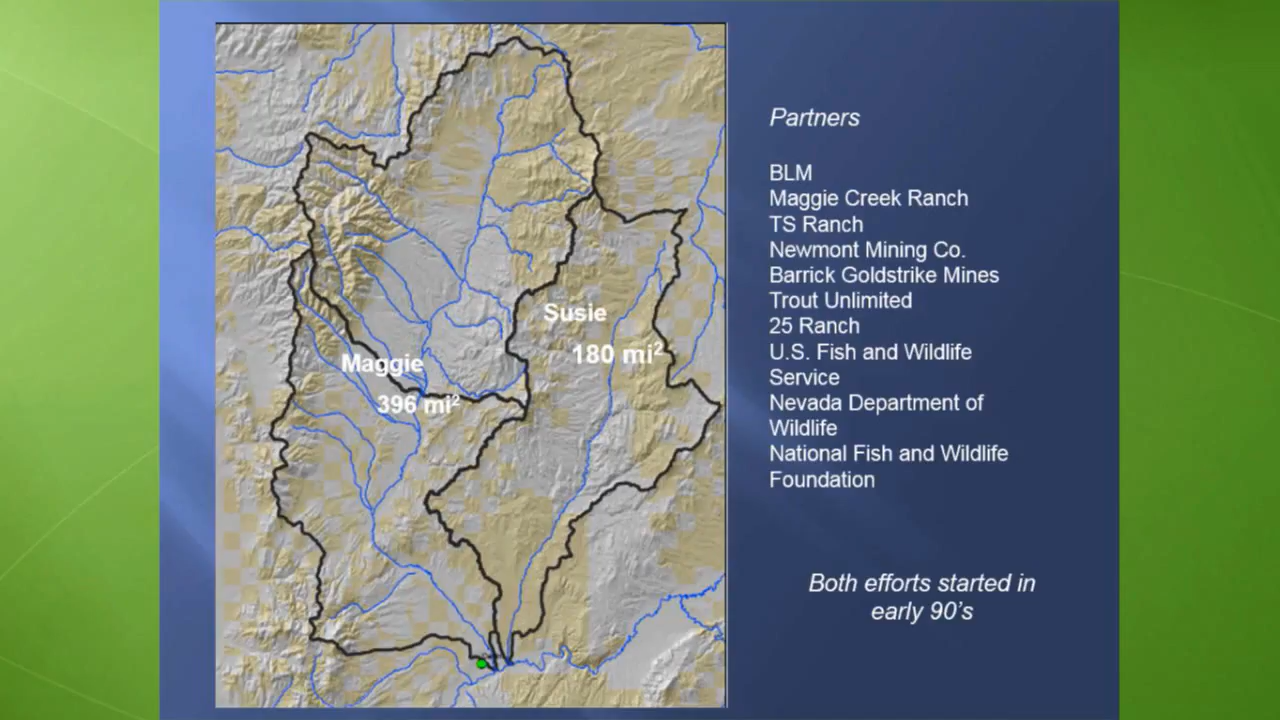 Partners
BLM
Maggie Creek Ranch
TS Ranch
Newmont Mining Co.
Barrick Goldstrike Mines
Trout Unlimited
25 Ranch
U.S. Fish and Wildlife
Service
Nevada Department of
Wildlife
National Fish and Wildlife
Foundation
Susie
180 mi²
Maggie
396 mi²
Both efforts started in
early 90's